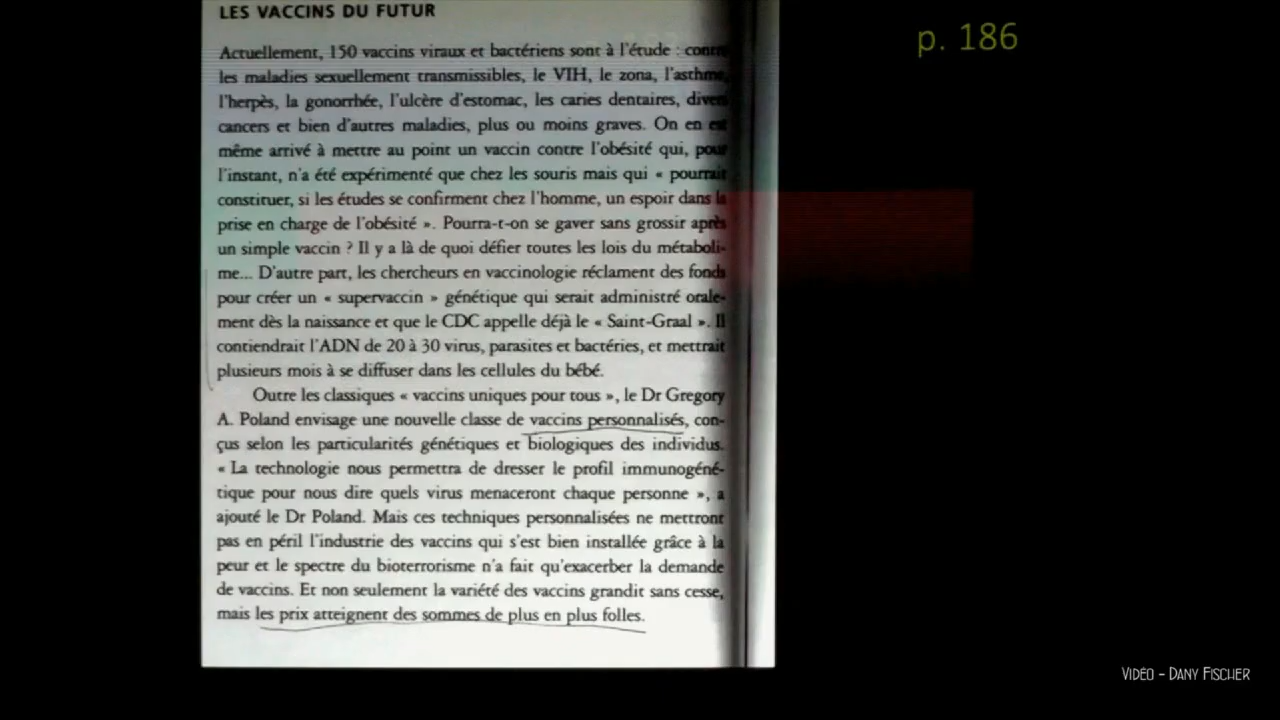 LES VACCINS DU FUTUR
p. 186
Actuellement, 150 vaccins viraux et bactériens sont à l'étude : contre
les maladies sexuellement transmissibles, le VIH, le zona, l'asthme,
l'herpès, la gonorrhée, l'ulcère d'estomac, les caries dentaires, divers
cancers et bien d'autres maladies, plus ou moins graves. On en est
même arrivé à mettre au point un vaccin contre l'obésité qui, pour
l'instant, n'a été expérimenté que chez les souris mais qui « pourrait
constituer, si les études se confirment chez l'homme, un espoir dans la
prise en charge de l'obésité ». Pourra-t-on se gaver sans grossir après
un simple vaccin ? Il y a là de quoi défier toutes les lois du métaboli-
me... D'autre part, les chercheurs en vaccinologie réclament des fonds
pour créer un « supervaccin » génétique qui serait administré orale-
ment dès la naissance et que le CDC appelle déjà le « Saint-Graal ». Il
contiendrait l'ADN de 20 à 30 virus, parasites et bactéries, et mettrait
plusieurs mois à se diffuser dans les cellules du bébé.
Outre les classiques « vaccins uniques pour tous », le Dr Gregory
A. Poland envisage une nouvelle classe de vaccins personnalisés, con-
çus selon les particularités génétiques et biologiques des individus.
« La technologie nous permettra de dresser le profil immunogéné-
tique pour nous dire quels virus menaceront chaque personne », a
ajouté le Dr Poland. Mais ces techniques personnalisées ne mettront
pas en péril l'industrie des vaccins qui s'est bien installée grâce à la
peur et le spectre du bioterrorisme n'a fait qu'exacerber la demande
de vaccins. Et non seulement la variété des vaccins grandit sans cesse,
mais les prix atteignent des sommes de plus en plus folles.
VIDÉO - DANY FISCHER